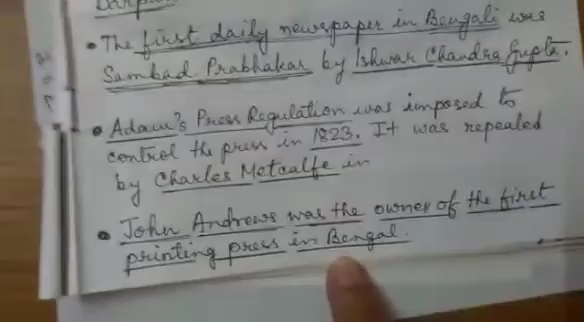 Darpan
• The first daily newspaper in Bengali was
Sambad Prabhakar by Ishwar Chandra Gupta.
• Adam's Press Regulation was imposed to
control the press in 1823. It was repealed
by Charles Metcalfe in
• John Andrews was the owner of the first
printing press in Bengal.